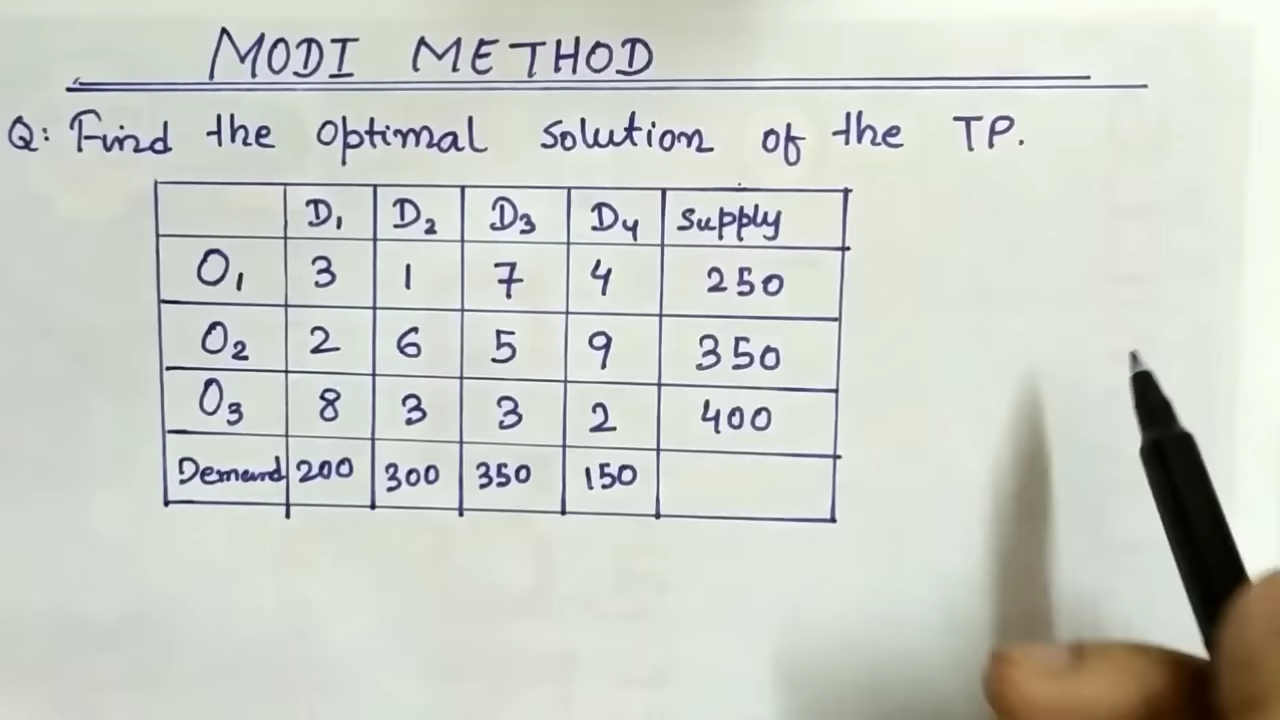 MODI METHOD
Q: Find the optimal solution of the TP.
D1 D2 D3 D4 Supply
O1 3 1 7 4 250
O2 2 6 5 9 350
O3 8 3 3 2 400
Demand 200 300 350 150